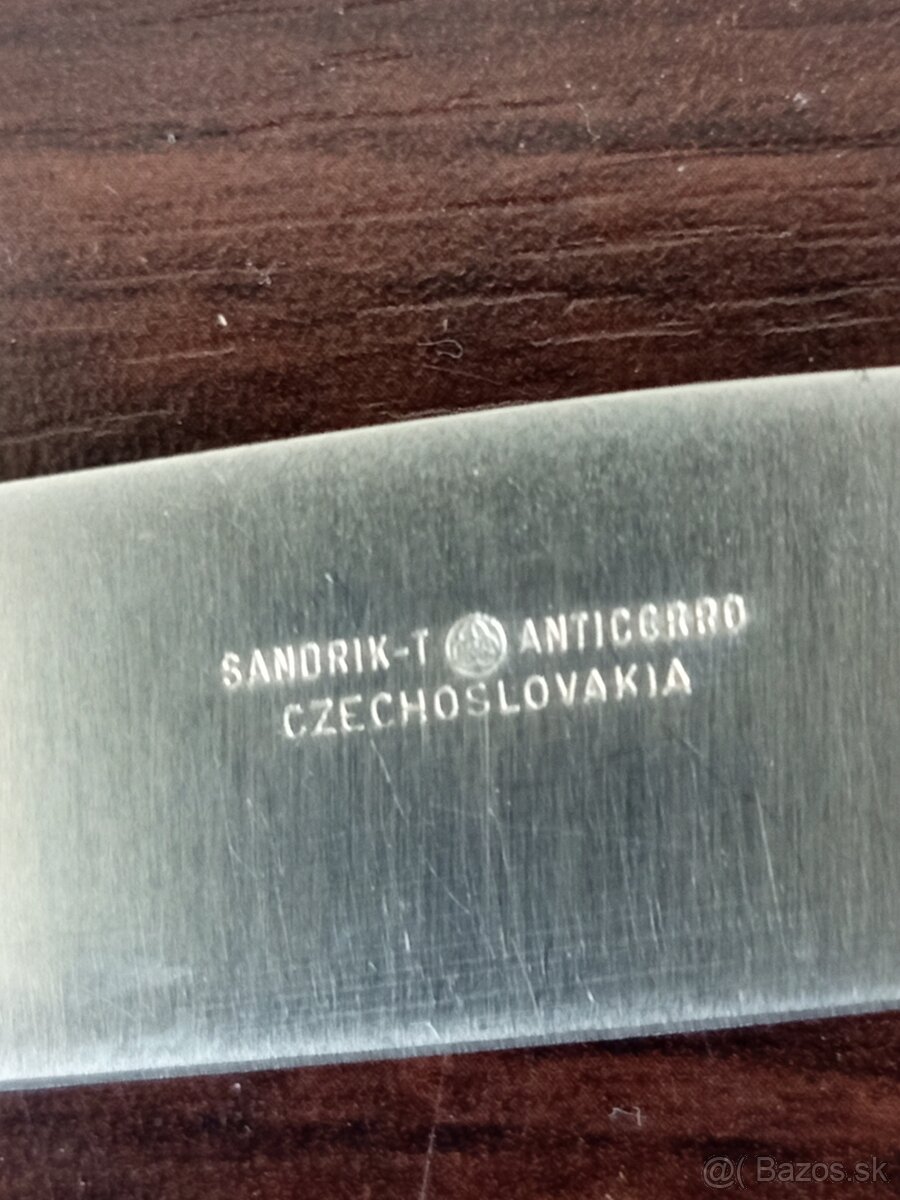 SANDRIK-T ANTICORRO
CZECHOSLOVAKIA
@( Bazos.sk